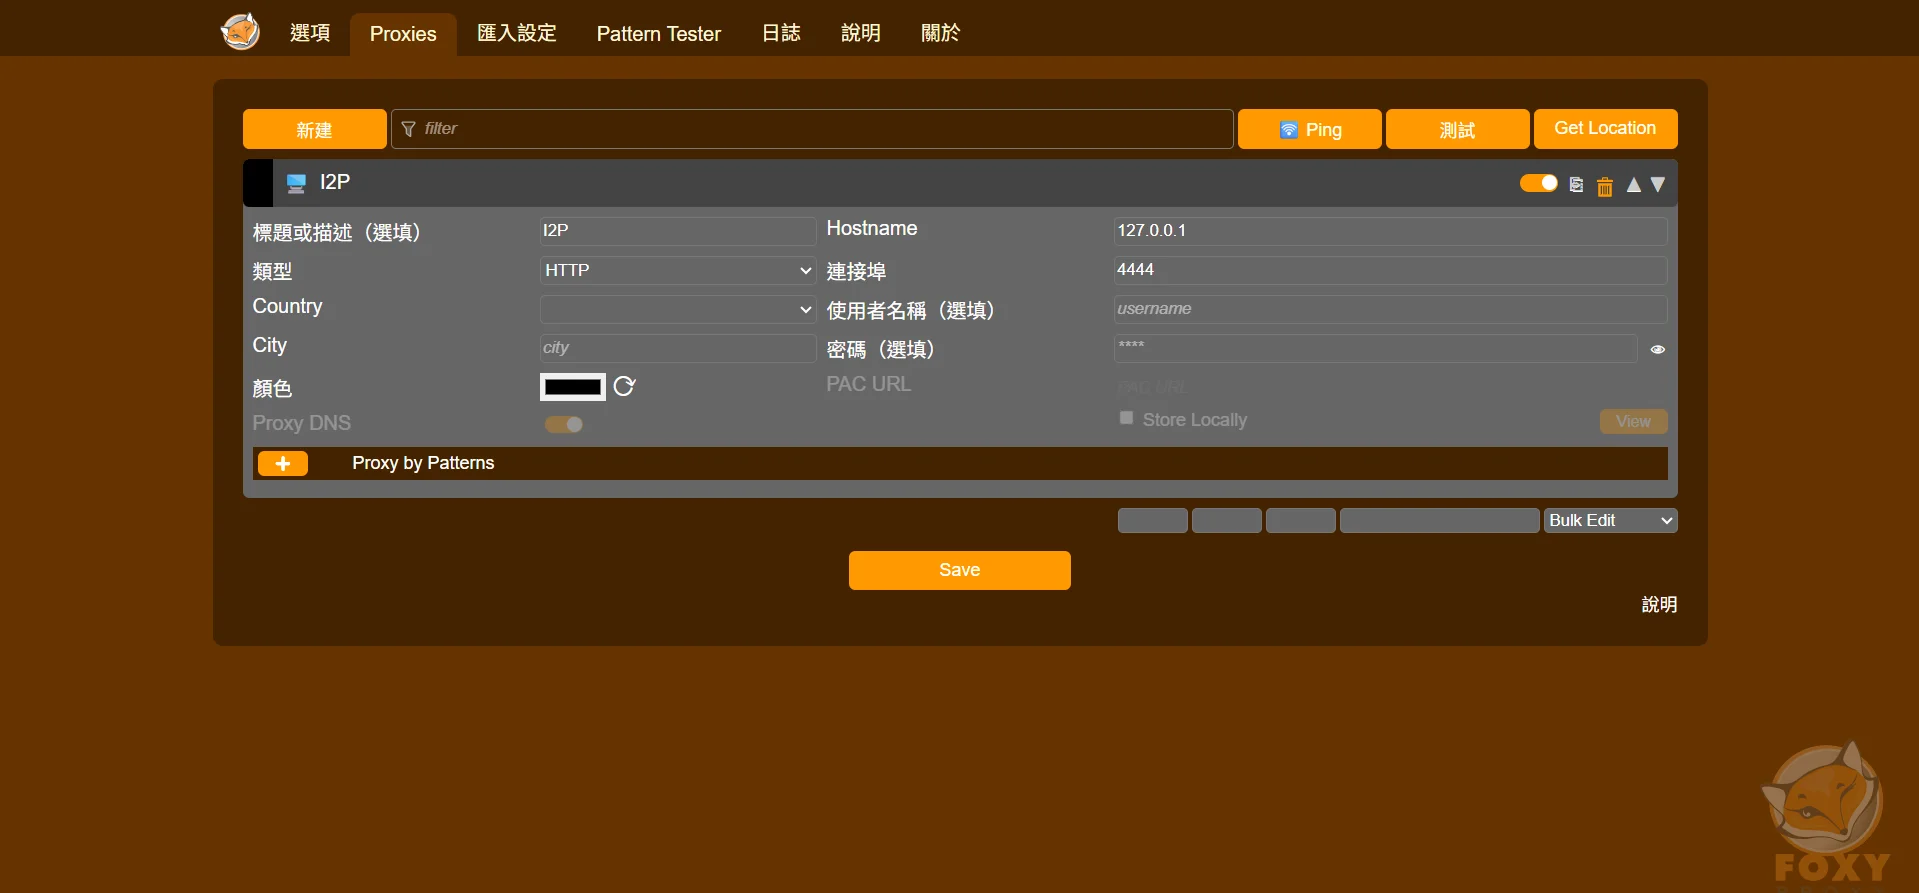 選項 Proxies 匯入設定 Pattern Tester 日誌 說明 關於
新建 filter Ping 測試 Get Location
I2P
標題或描述（選填） I2P Hostname 127.0.0.1
類型 HTTP 連接埠 4444
Country 使用者名稱（選填） username
City city 密碼（選填） ****
顏色 PAC URL PAC URL
Proxy DNS Store Locally View
Proxy by Patterns
Bulk Edit
Save
說明
FOXY